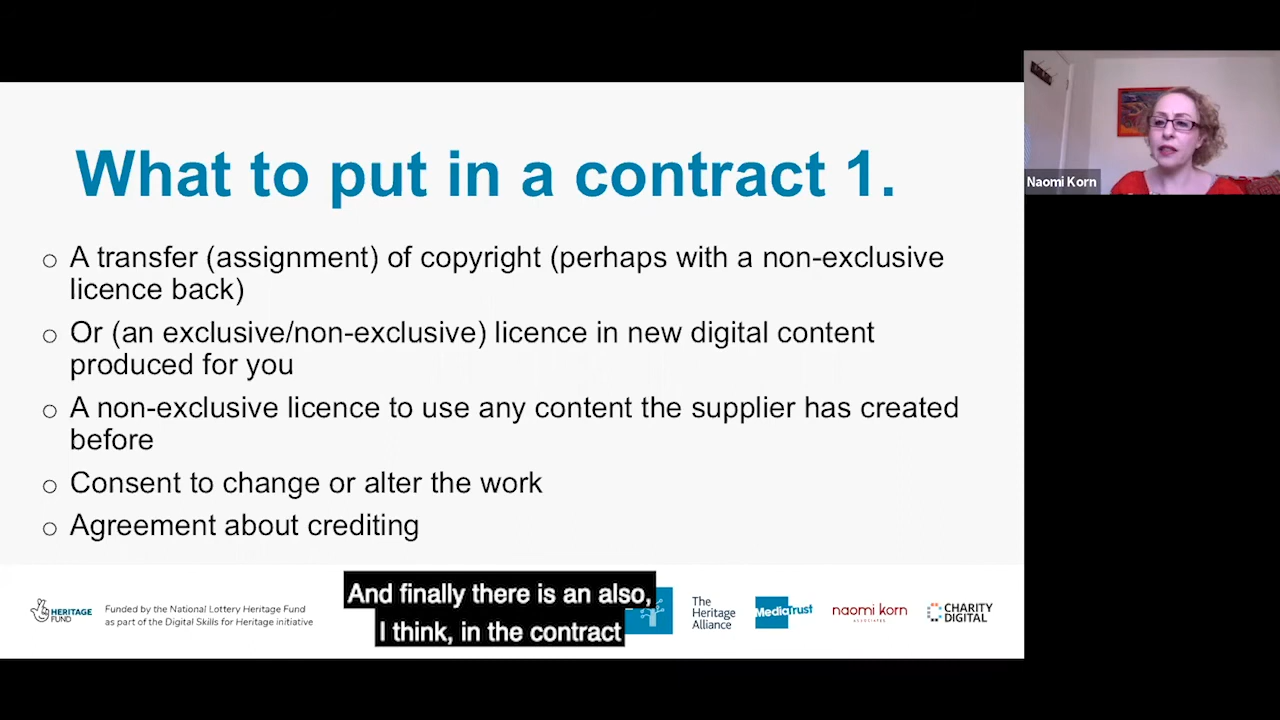 What to put in a contract 1.
Naomi Korn
o A transfer (assignment) of copyright (perhaps with a non-exclusive
licence back)
o Or (an exclusive/non-exclusive) licence in new digital content
produced for you
o A non-exclusive licence to use any content the supplier has created
before
o Consent to change or alter the work
o Agreement about crediting
HERITAGE
FUND
Funded by the National Lottery Heritage Fund
as part of the Digital Skills for Heritage initiative
And finally there is an also,
I think, in the contract
The
Heritage
Alliance
MediaTrust
naomi korn
ASSOCIATES
CHARITY
DIGITAL